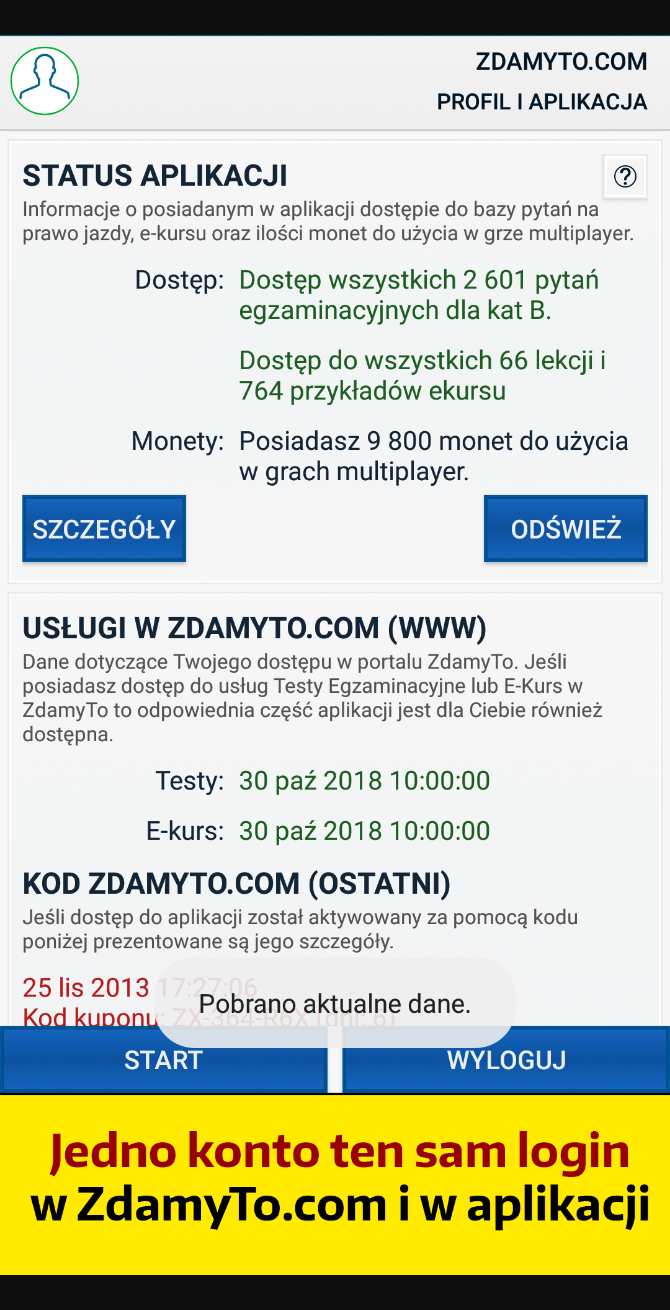 ZDAMYTO.COM
PROFIL I APLIKACJA
STATUS APLIKACJI
?
Informacje o posiadanym w aplikacji dostępie do bazy pytań na
prawo jazdy, e-kursu oraz ilości monet do użycia w grze multiplayer.
Dostęp: Dostęp wszystkich 2 601 pytań
egzaminacyjnych dla kat B.
Dostęp do wszystkich 66 lekcji i
764 przykładów ekursu
Monety: Posiadasz 9 800 monet do użycia
w grach multiplayer.
SZCZEGÓŁY ODŚWIEŻ
USŁUGI W ZDAMYTO.COM (WWW)
Dane dotyczące Twojego dostępu w portalu ZdamyTo. Jeśli
posiadasz dostęp do usług Testy Egzaminacyjne lub E-Kurs w
ZdamyTo to odpowiednia część aplikacji jest dla Ciebie również
dostępna.
Testy: 30 paź 2018 10:00:00
E-kurs: 30 paź 2018 10:00:00
KOD ZDAMYTO.COM (OSTATNI)
Jeśli dostęp do aplikacji został aktywowany za pomocą kodu
poniżej prezentowane są jego szczegóły.
25 lis 2013 17:27:06
Kod kuponu: ZX-364-R6X (dni: 6)
Pobrano aktualne dane.
START WYLOGUJ
Jedno konto ten sam login
w ZdamyTo.com i w aplikacji